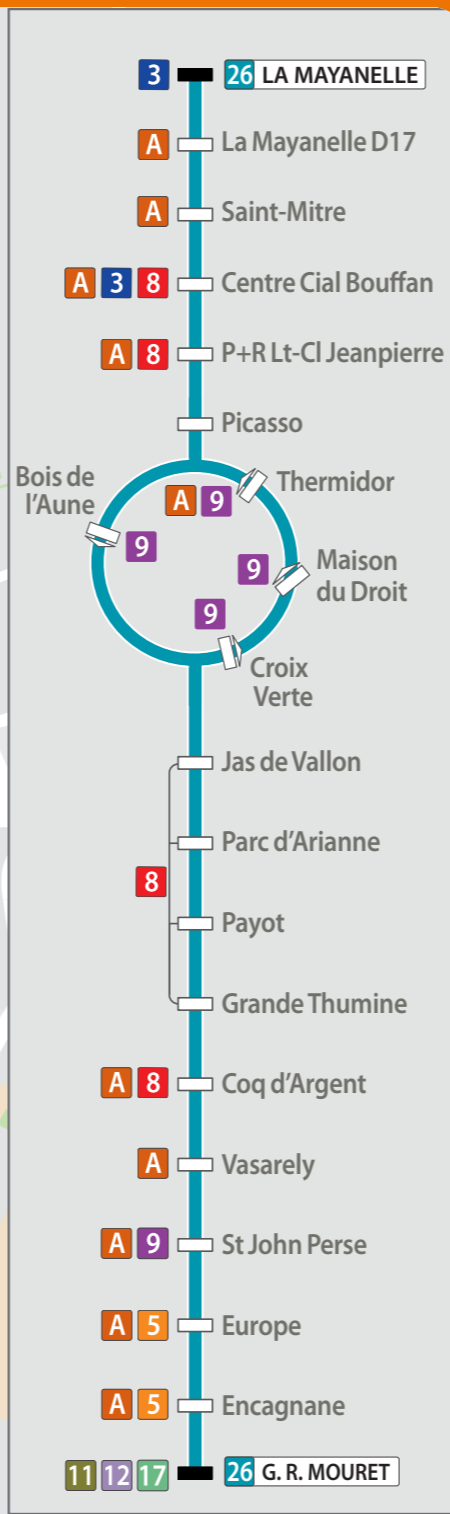 3 26 LA MAYANELLE
A La Mayanelle D17
A Saint-Mitre
A 3 8 Centre Cial Bouffan
A 8 P+R Lt-Cl Jeanpierre
Picasso
Bois de
l'Aune
9
A 9 Thermidor
9 Maison
du Droit
9
Croix
Verte
Jas de Vallon
Parc d'Arianne
8
Payot
Grande Thumine
A 8 Coq d'Argent
A Vasarely
A 9 St John Perse
A 5 Europe
A 5 Encagnane
11 12 17 26 G. R. MOURET